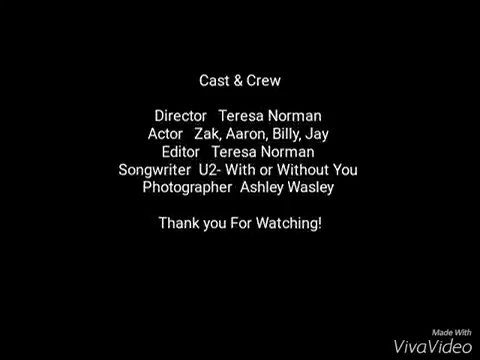 Cast & Crew
Director Teresa Norman
Actor Zak, Aaron, Billy, Jay
Editor Teresa Norman
Songwriter U2- With or Without You
Photographer Ashley Wasley
Thank you For Watching!
Made With
VivaVideo